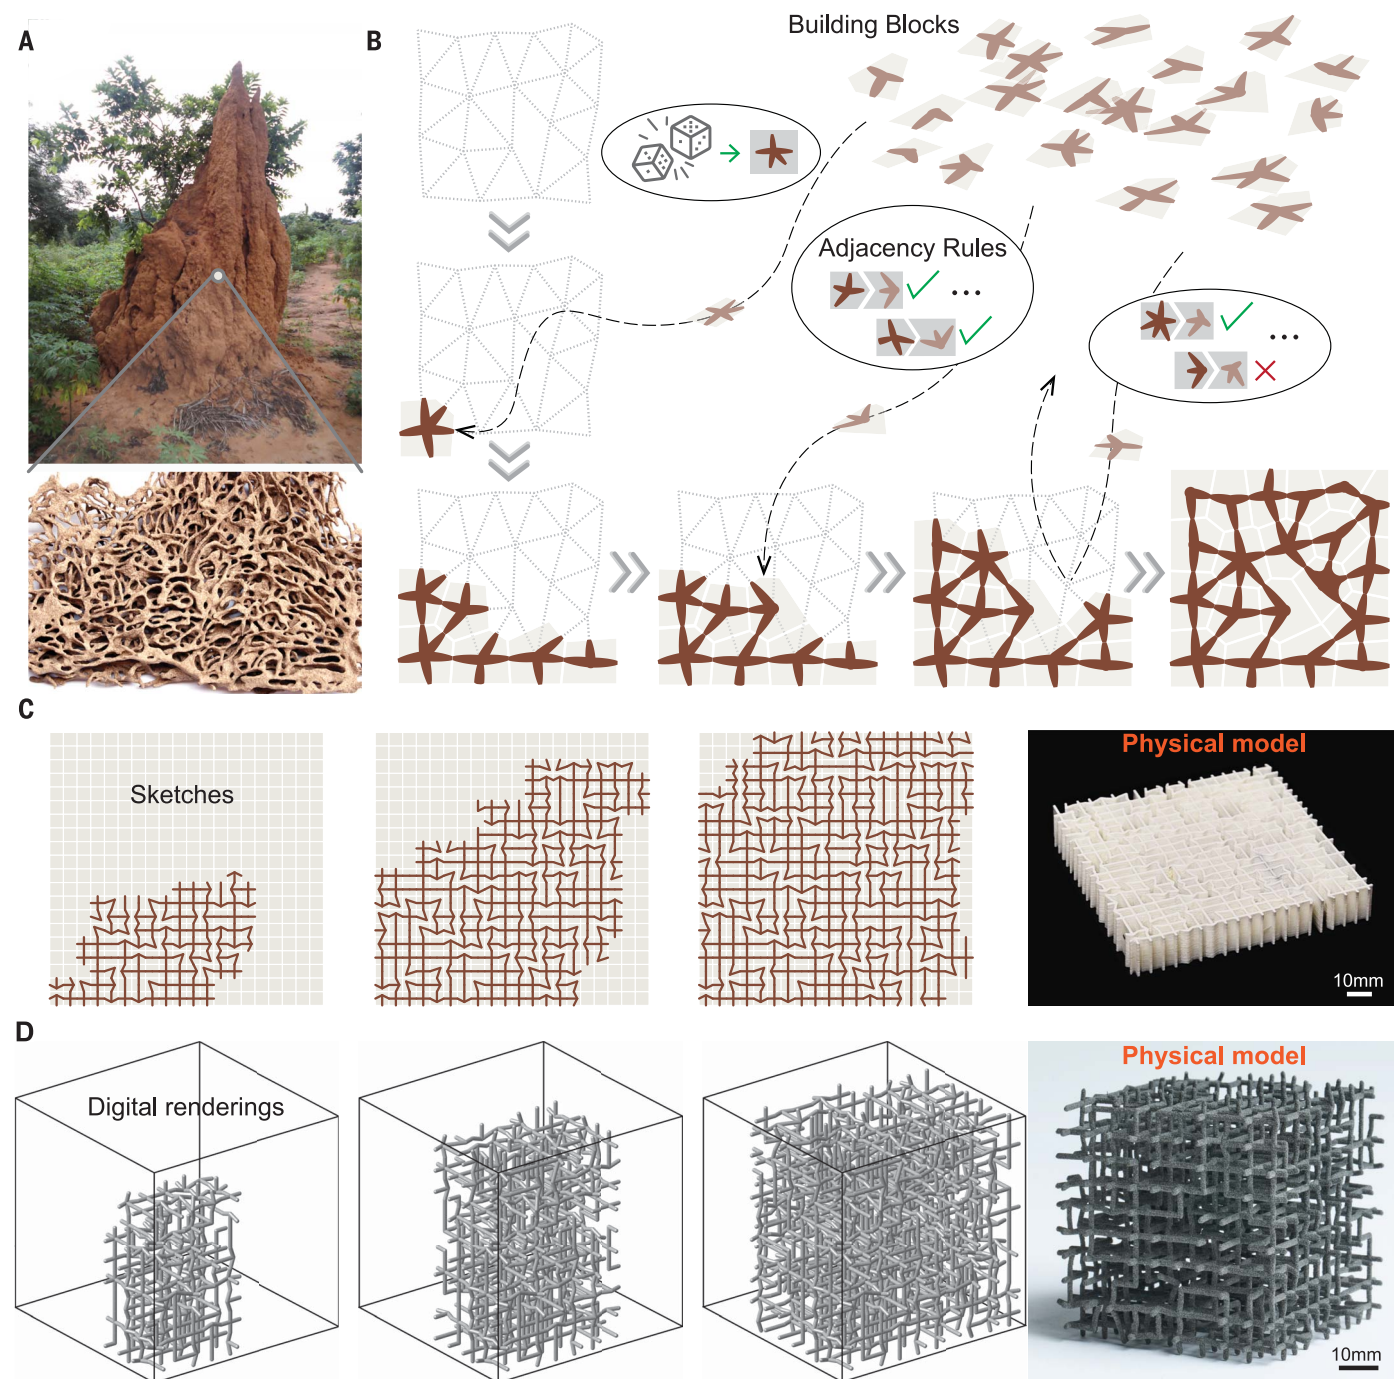 A
B
Building Blocks
Adjacency Rules
...
...
C
Sketches
Physical model
10mm
D
Digital renderings
Physical model
10mm